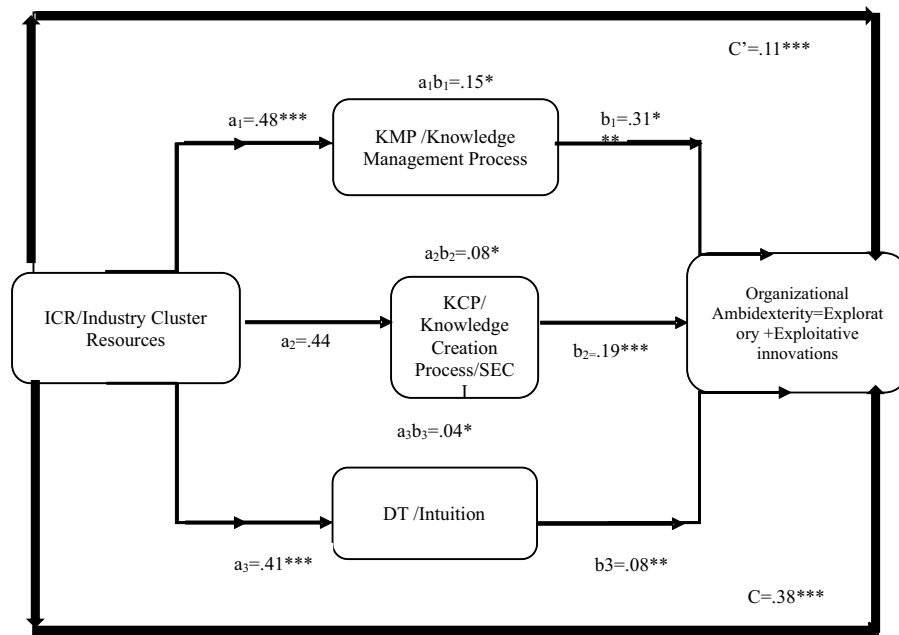 C’=.11***
a₁b₁=.15*
a₁=.48***
b₁=.31*
**
KMP /Knowledge
Management Process
a₂b₂=.08*
ICR/Industry Cluster
Resources
a₂=.44
KCP/
Knowledge
Creation
Process/SEC
I
b₂=.19***
Organizational
Ambidexterity=Explorat
ory +Exploitative
innovations
a₃b₃=.04*
DT /Intuition
a₃=.41***
b3=.08**
C=.38***